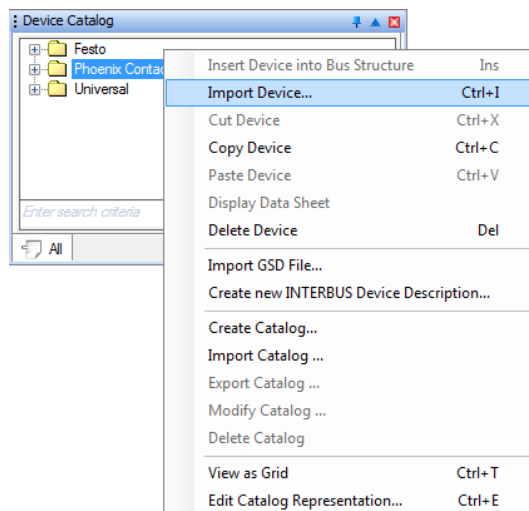 Device Catalog
Festo
Phoenix Contac
Universal
Enter search criteria
All
Insert Device into Bus Structure Ins
Import Device... Ctrl+I
Cut Device Ctrl+X
Copy Device Ctrl+C
Paste Device Ctrl+V
Display Data Sheet
Delete Device Del
Import GSD File...
Create new INTERBUS Device Description...
Create Catalog...
Import Catalog ...
Export Catalog ...
Modify Catalog ...
Delete Catalog
View as Grid Ctrl+T
Edit Catalog Representation... Ctrl+E